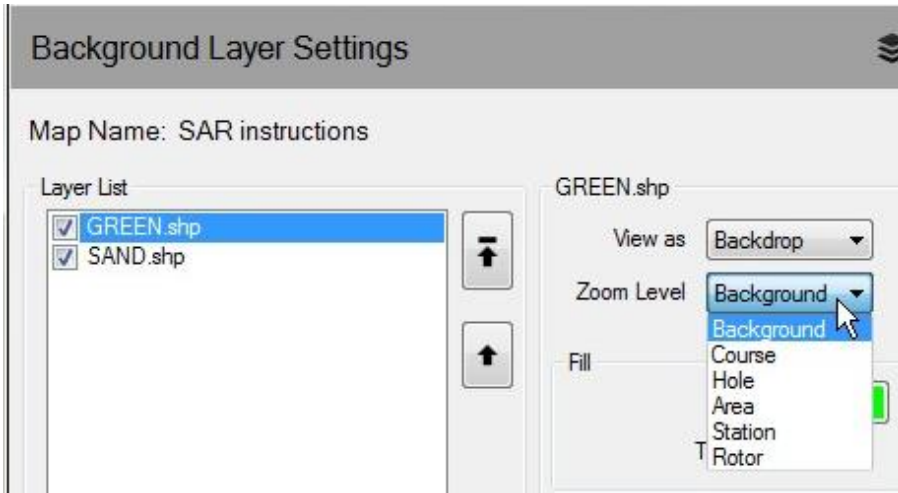 Background Layer Settings
Map Name: SAR instructions
Layer List
GREEN.shp
SAND.shp
GREEN.shp
View as Backdrop
Zoom Level Background
Background
Course
Hole
Area
Station
Rotor
Fill
T